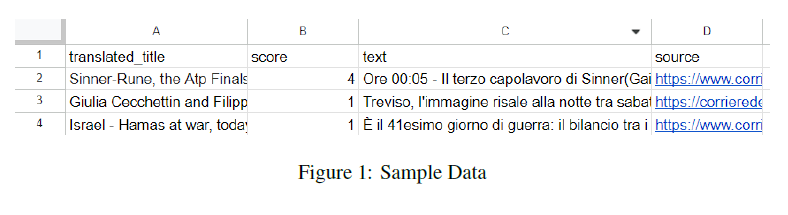 A B C D
1 translated_title score text source
2 Sinner-Rune, the Atp Finals 4 Ore 00:05 - Il terzo capolavoro di Sinner(Gai https://www.corri
3 Giulia Cecchettin and Filipp 1 Treviso, l'immagine risale alla notte tra sabat https://correrede
4 Israel - Hamas at war, today 1 È il 41esimo giorno di guerra: il bilancio tra i https://www.corri
Figure 1: Sample Data